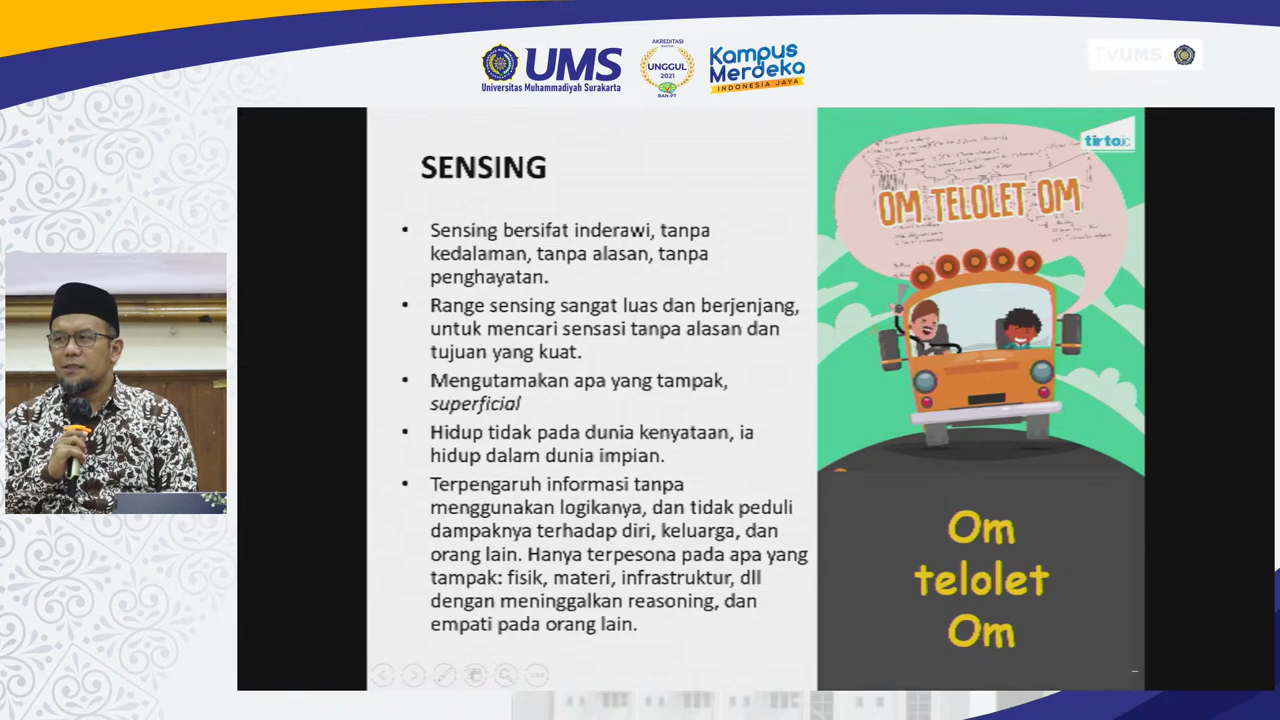 UMS
Universitas Muhammadiyah Surakarta
AKREDITASI
UNGGUL
2021
BAN-PT
Kampus
Merdeka
INDONESIA JAYA
TVUMS
SENSING
• Sensing bersifat inderawi, tanpa
kedalaman, tanpa alasan, tanpa
penghayatan.
• Range sensing sangat luas dan berjenjang,
untuk mencari sensasi tanpa alasan dan
tujuan yang kuat.
• Mengutamakan apa yang tampak,
superficial
• Hidup tidak pada dunia kenyataan, ia
hidup dalam dunia impian.
• Terpengaruh informasi tanpa
menggunakan logikanya, dan tidak peduli
dampaknya terhadap diri, keluarga, dan
orang lain. Hanya terpesona pada apa yang
tampak: fisik, materi, infrastruktur, dll
dengan meninggalkan reasoning, dan
empati pada orang lain.
tirto.id
OM TELOLET OM
Om
telolet
Om